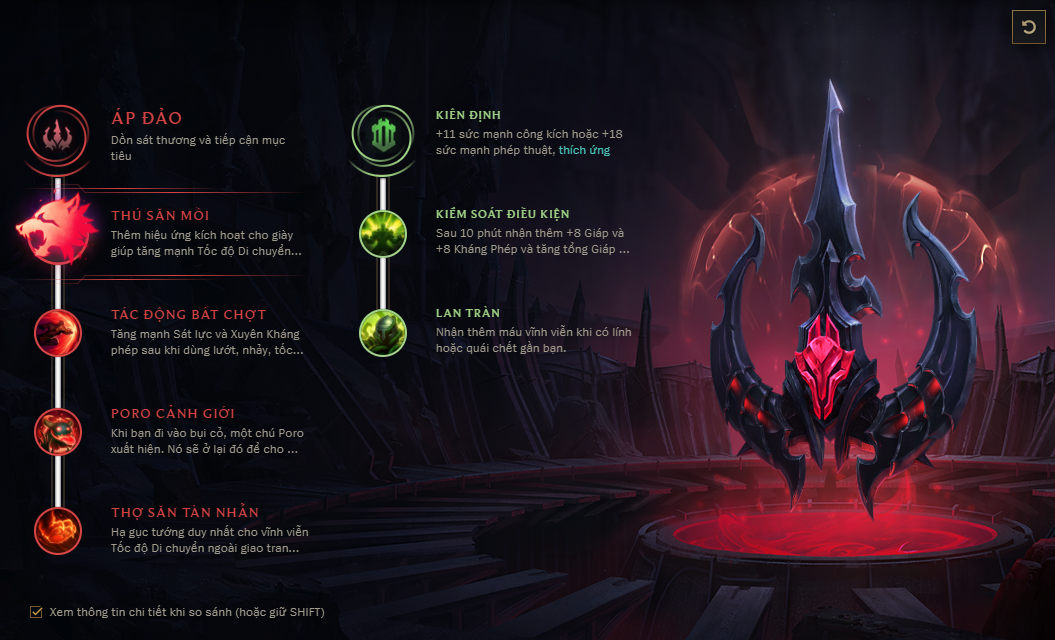 ÁP ĐẢO
Dồn sát thương và tiếp cận mục
tiêu
THÚ SĂN MỒI
Thêm hiệu ứng kích hoạt cho giày
giúp tăng mạnh Tốc độ Di chuyển...
TÁC ĐỘNG BẤT CHỢT
Tăng mạnh Sát lực và Xuyên Kháng
phép sau khi dùng lướt, nhảy, tốc...
PORO CẢNH GIỚI
Khi bạn đi vào bụi cỏ, một chú Poro
xuất hiện. Nó sẽ ở lại đó để cho ...
THỢ SĂN TÀN NHẪN
Hạ gục tướng duy nhất cho vĩnh viễn
Tốc độ Di chuyển ngoài giao tran...
KIÊN ĐỊNH
+11 sức mạnh công kích hoặc +18
sức mạnh phép thuật, thích ứng
KIỂM SOÁT ĐIỀU KIỆN
Sau 10 phút nhận thêm +8 Giáp và
+8 Kháng Phép và tăng tổng Giáp ...
LAN TRÀN
Nhận thêm máu vĩnh viễn khi có lính
hoặc quái chết gần bạn.
Xem thông tin chi tiết khi so sánh (hoặc giữ SHIFT)